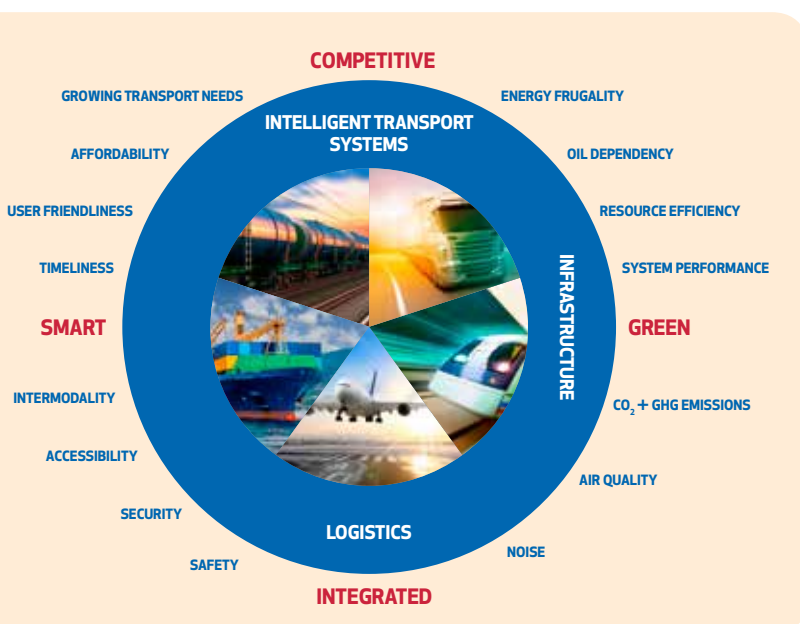 COMPETITIVE
GROWING TRANSPORT NEEDS
ENERGY FRUGALITY
INTELLIGENT TRANSPORT
SYSTEMS
AFFORDABILITY
OIL DEPENDENCY
USER FRIENDLINESS
RESOURCE EFFICIENCY
TIMELINESS
SYSTEM PERFORMANCE
INFRASTRUCTURE
SMART
GREEN
INTERMODALITY
CO₂ + GHG EMISSIONS
ACCESSIBILITY
AIR QUALITY
SECURITY
LOGISTICS
NOISE
SAFETY
INTEGRATED